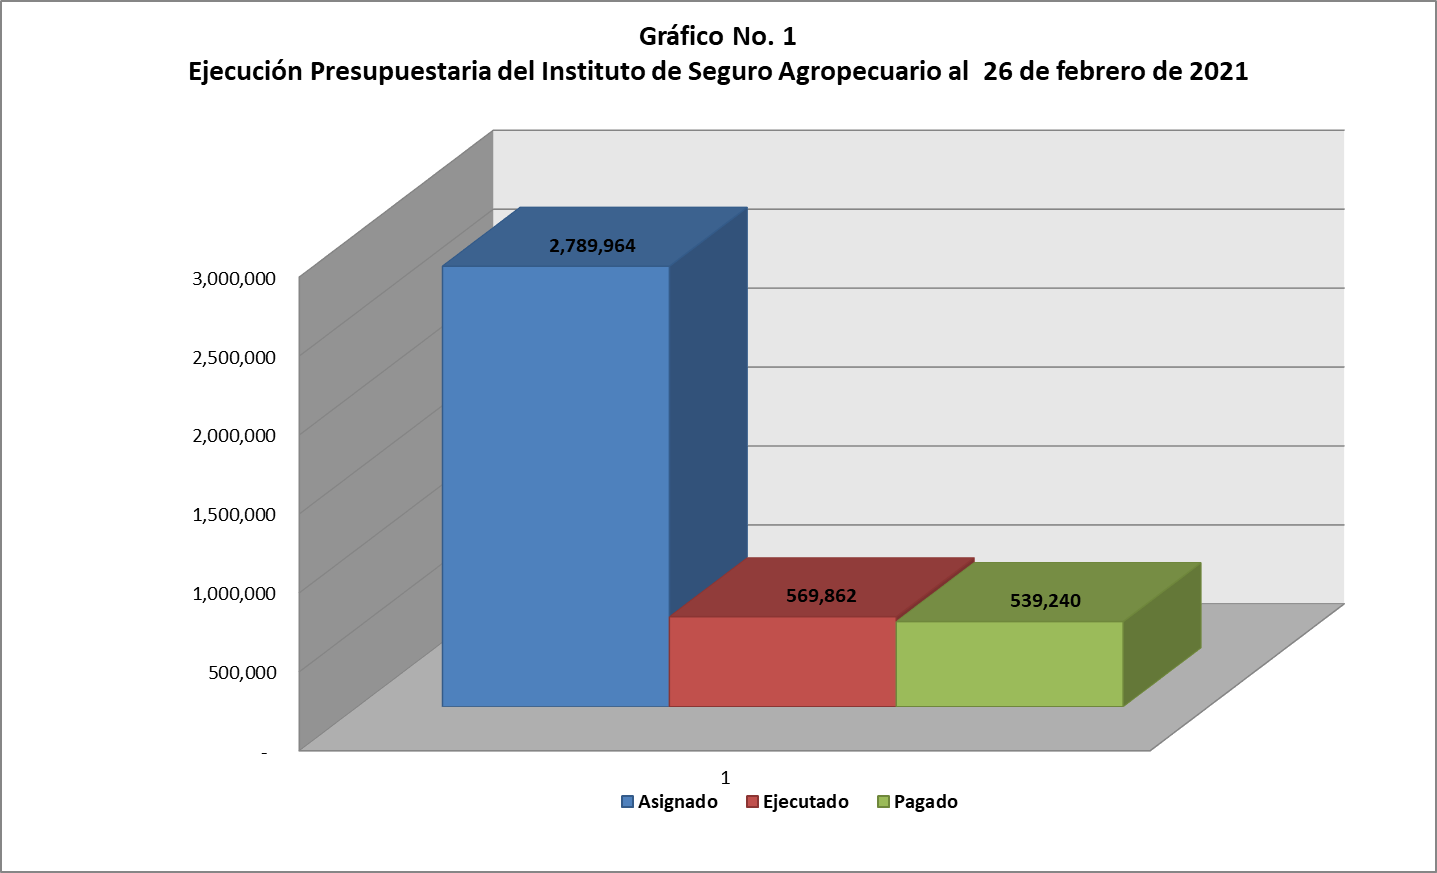 Gráfico No. 1
Ejecución Presupuestaria del Instituto de Seguro Agropecuario al  26 de febrero de 2021
2,789,964
3,000,000
2,500,000
2,000,000
1,500,000
1,000,000
569,862
539,240
500,000
-
1
Asignado
Ejecutado
Pagado